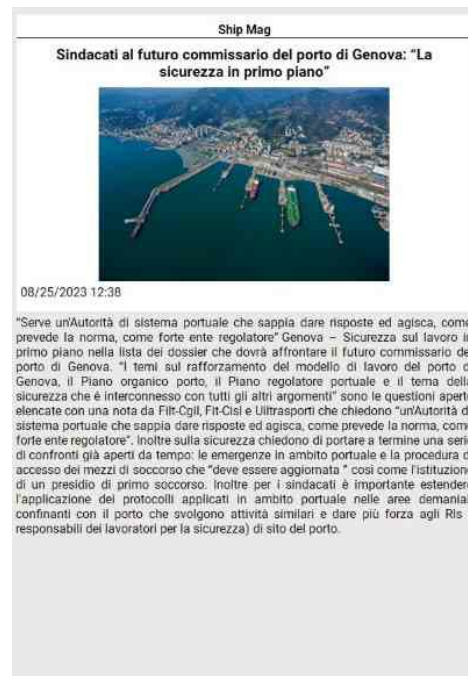 Ship Mag
Sindacati al futuro commissario del porto di Genova: “La
sicurezza in primo piano”
08/25/2023 12:38
“Serve un'Autorità di sistema portuale che sappia dare risposte ed agisca, come
prevede la norma, come forte ente regolatore” Genova – Sicurezza sul lavoro in
primo piano nella lista dei dossier che dovrà affrontare il futuro commissario del
porto di Genova. “I temi sul rafforzamento del modello di lavoro del porto d
Genova, il Piano organico porto, il Piano regolatore portuale e il tema della
sicurezza che è interconnesso con tutti gli altri argomenti” sono le questioni aperte
elencate con una nota da Filt-Cgil, Fit-Cisl e Uiltrasporti che chiedono “un'Autorità d
sistema portuale che sappia dare risposte ed agisca, come prevede la norma, come
forte ente regolatore”. Inoltre sulla sicurezza chiedono di portare a termine una serie
di confronti già aperti da tempo: le emergenze in ambito portuale e la procedura d
accesso dei mezzi di soccorso che “deve essere aggiornata ” così come l'istituzione
di un presidio di primo soccorso. Inoltre per i sindacati è importante estendere
l'applicazione dei protocolli applicati in ambito portuale nelle aree demanial
confinanti con il porto che svolgono attività similari e dare più forza agli Rls
responsabili dei lavoratori per la sicurezza) di sito del porto.